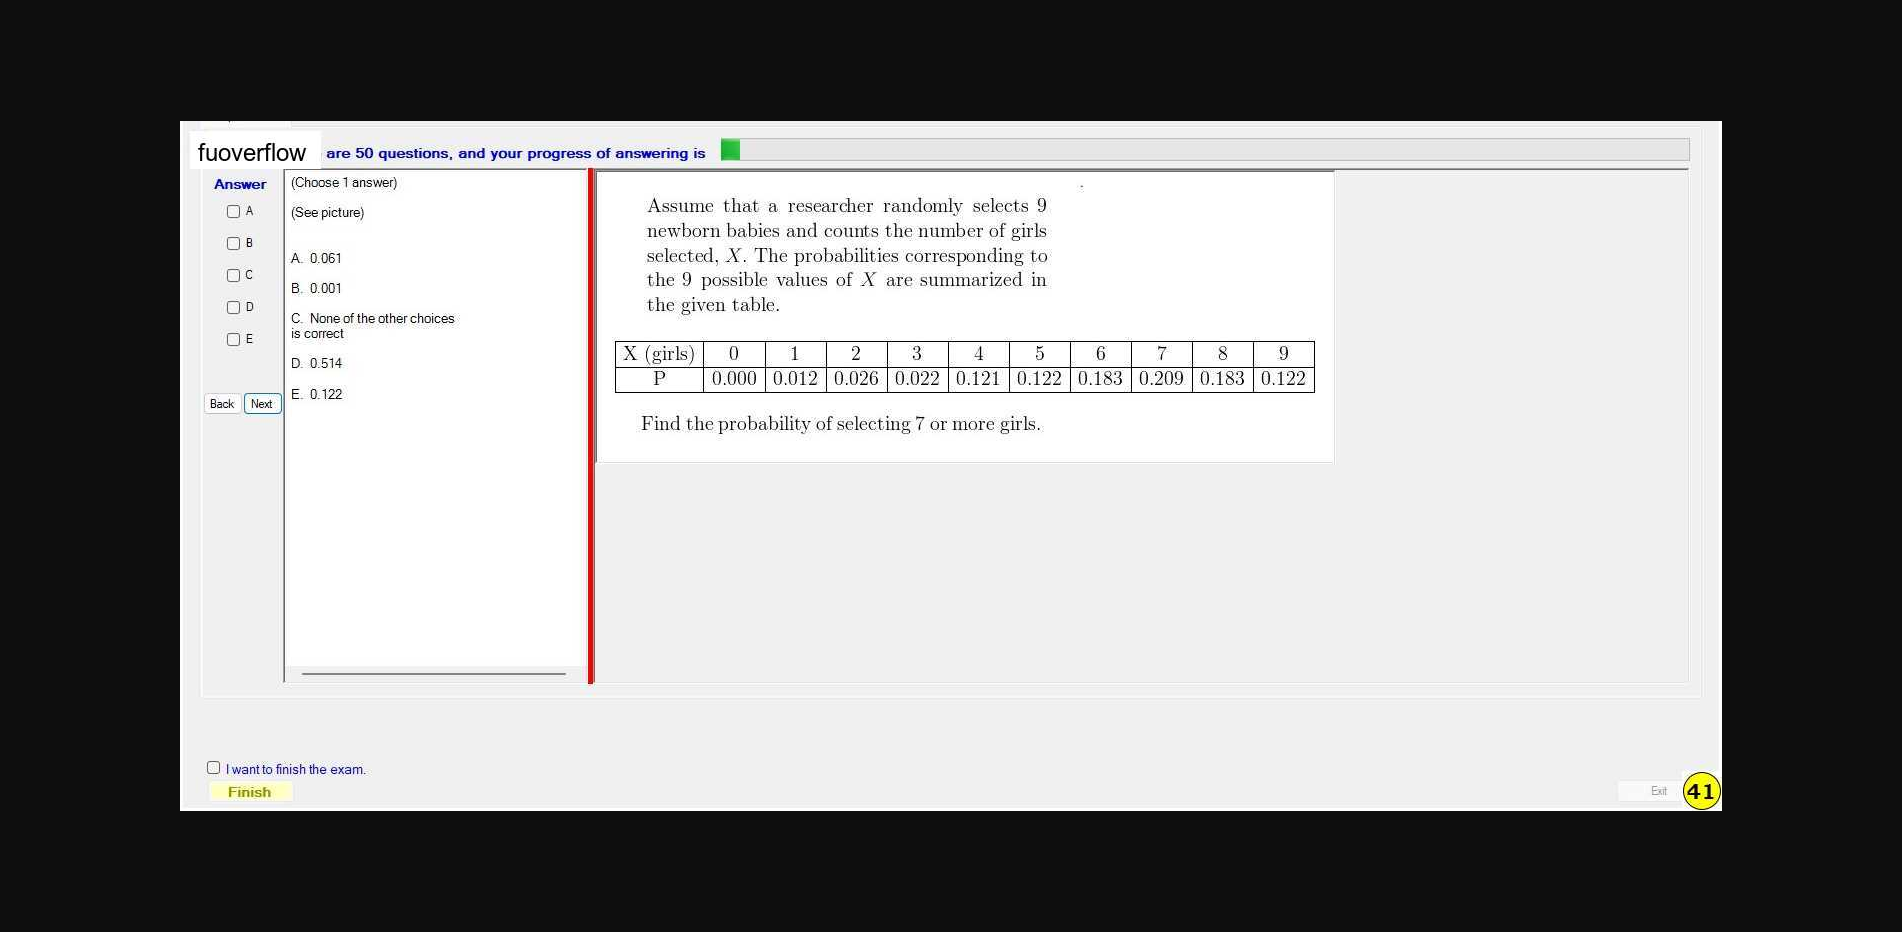 fuoverflow are 50 questions, and your progress of answering is
Answer
A
B
C
D
E
Back Next
(Choose 1 answer)
(See picture)
A. 0.061
B. 0.001
C. None of the other choices
is correct
D. 0.514
E. 0.122
Assume that a researcher randomly selects 9
newborn babies and counts the number of girls
selected, X. The probabilities corresponding to
the 9 possible values of X are summarized in
the given table.
X (girls) 0 1 2 3 4 5 6 7 8 9
P 0.000 0.012 0.026 0.022 0.121 0.122 0.183 0.209 0.183 0.122
Find the probability of selecting 7 or more girls.
I want to finish the exam.
Finish
Exit
41